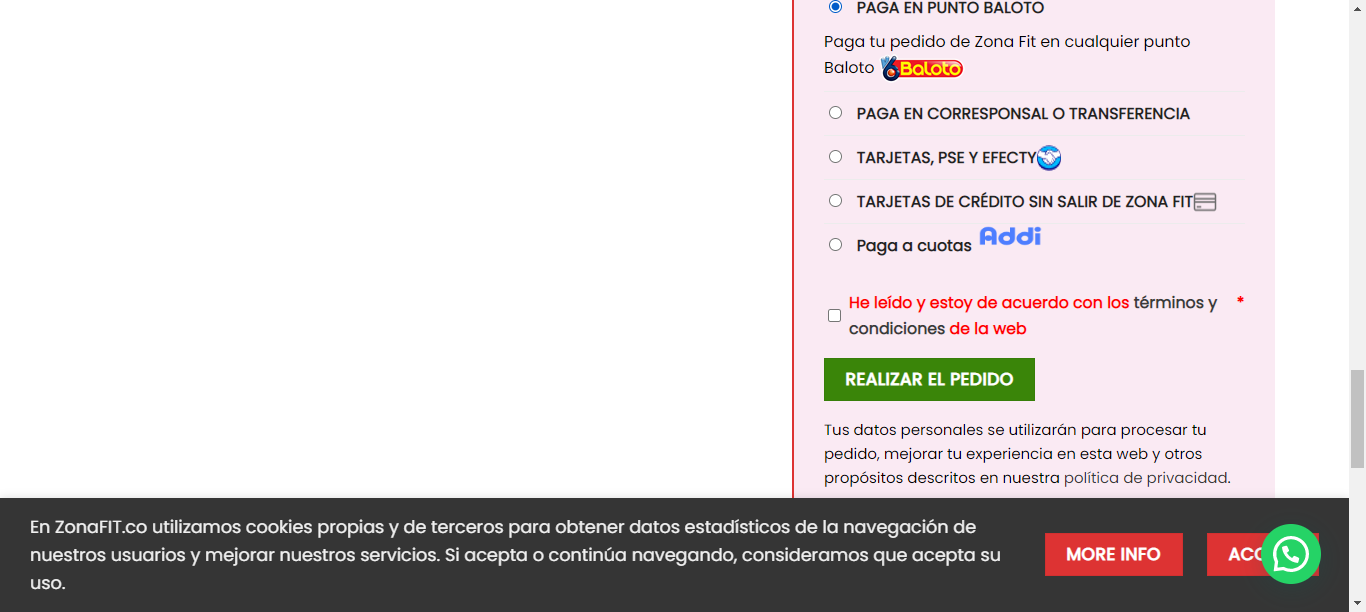 PAGA EN PUNTO BALOTO
Paga tu pedido de Zona Fit en cualquier punto
Baloto Baloto
PAGA EN CORRESPONSAL O TRANSFERENCIA
TARJETAS, PSE Y EFECTY
TARJETAS DE CRÉDITO SIN SALIR DE ZONA FIT
Paga a cuotas Addi
He leído y estoy de acuerdo con los términos y *
condiciones de la web
REALIZAR EL PEDIDO
Tus datos personales se utilizarán para procesar tu
pedido, mejorar tu experiencia en esta web y otros
propósitos descritos en nuestra política de privacidad.
En ZonaFIT.co utilizamos cookies propias y de terceros para obtener datos estadísticos de la navegación de
nuestros usuarios y mejorar nuestros servicios. Si acepta o continúa navegando, consideramos que acepta su
uso.
MORE INFO